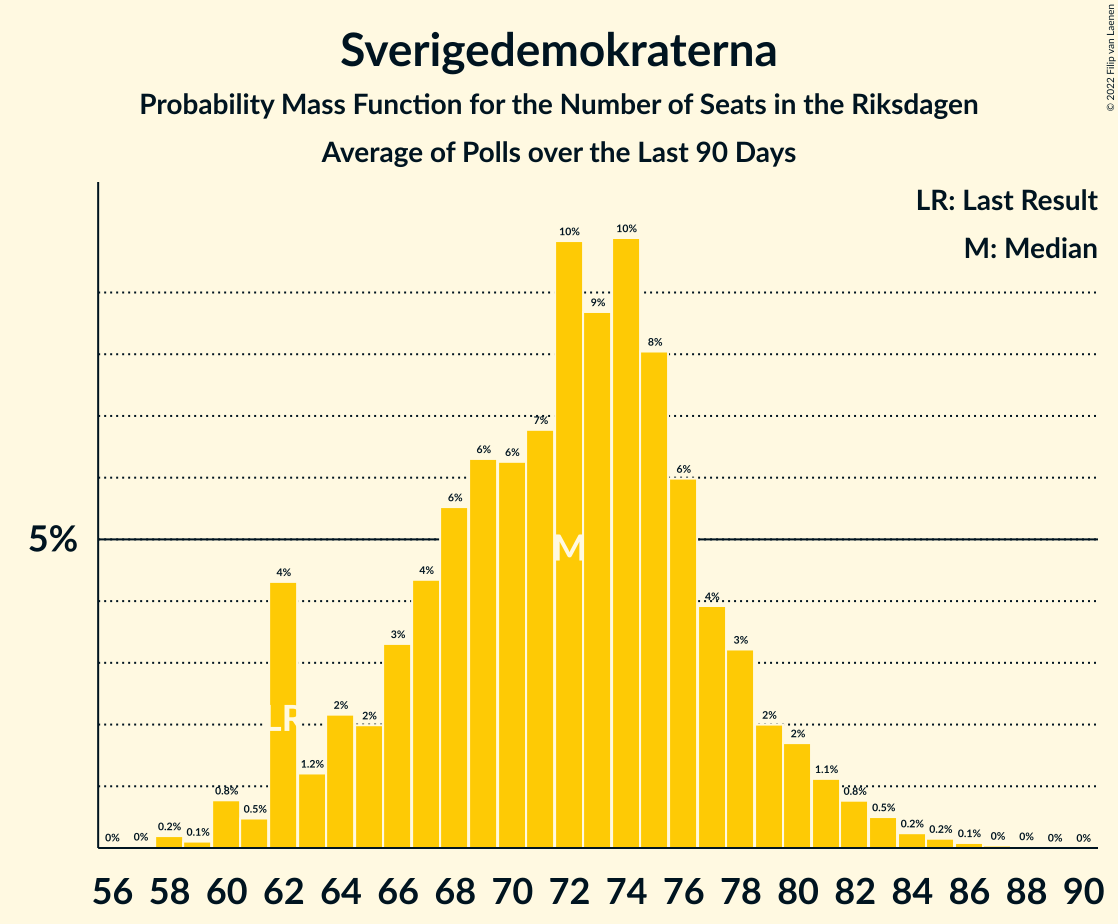 Sverigedemokraterna
Probability Mass Function for the Number of Seats in the Riksdagen
Average of Polls over the Last 90 Days
© 2022 Filip van Laenen
LR: Last Result
M: Median
5%
0% 0% 0.2% 0.1% 0.8% 0.5% 4% 1.2% 2% 2% 3% 4% 6% 6% 6% 7% 10% 9% 10% 8% 6% 4% 3% 2% 2% 1.1% 0.8% 0.5% 0.2% 0.2% 0.1% 0% 0% 0% 0%
LR
M
56 58 60 62 64 66 68 70 72 74 76 78 80 82 84 86 88 90